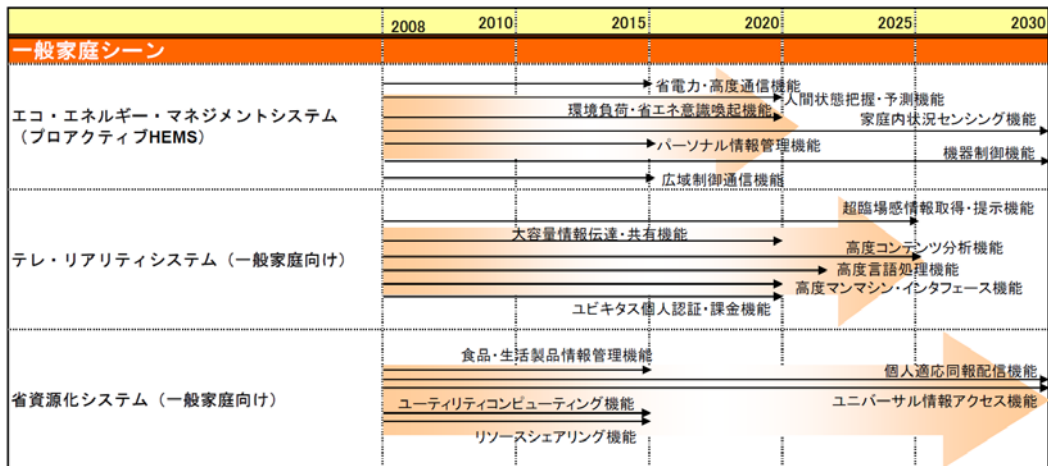 2008 2010 2015 2020 2025 2030
一般家庭シーン
エコ・エネルギー・マネジメントシステム
（プロアクティブHEMS）
省電力・高度通信機能
人間状態把握・予測機能
環境負荷・省エネ意識喚起機能
家庭内状況センシング機能
パーソナル情報管理機能
機器制御機能
広域制御通信機能
テレ・リアリティシステム（一般家庭向け）
超臨場感情報取得・提示機能
大容量情報伝達・共有機能
高度コンテンツ分析機能
高度言語処理機能
高度マンマシン・インタフェース機能
ユビキタス個人認証・課金機能
省資源化システム（一般家庭向け）
食品・生活製品情報管理機能
個人適応同報配信機能
ユニバーサル情報アクセス機能
ユーティリティコンピューティング機能
リソースシェアリング機能